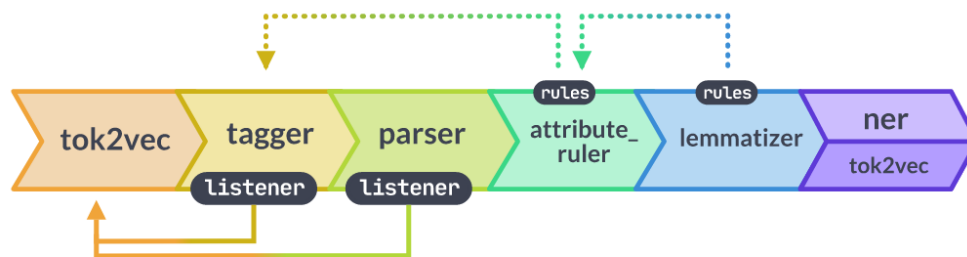 rules
rules
tok2vec
tagger
parser
attribute_
ruler
lemmatizer
ner
tok2vec
listener
listener